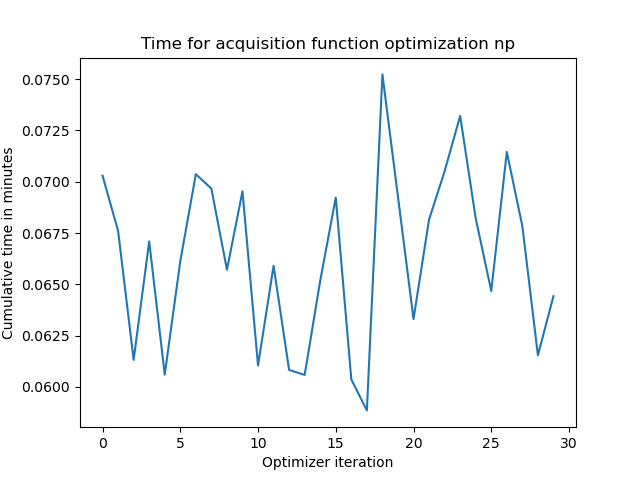 Time for acquisition function optimization np
Cumulative time in minutes
0.0750
0.0725
0.0700
0.0675
0.0650
0.0625
0.0600
0 5 10 15 20 25 30
Optimizer iteration